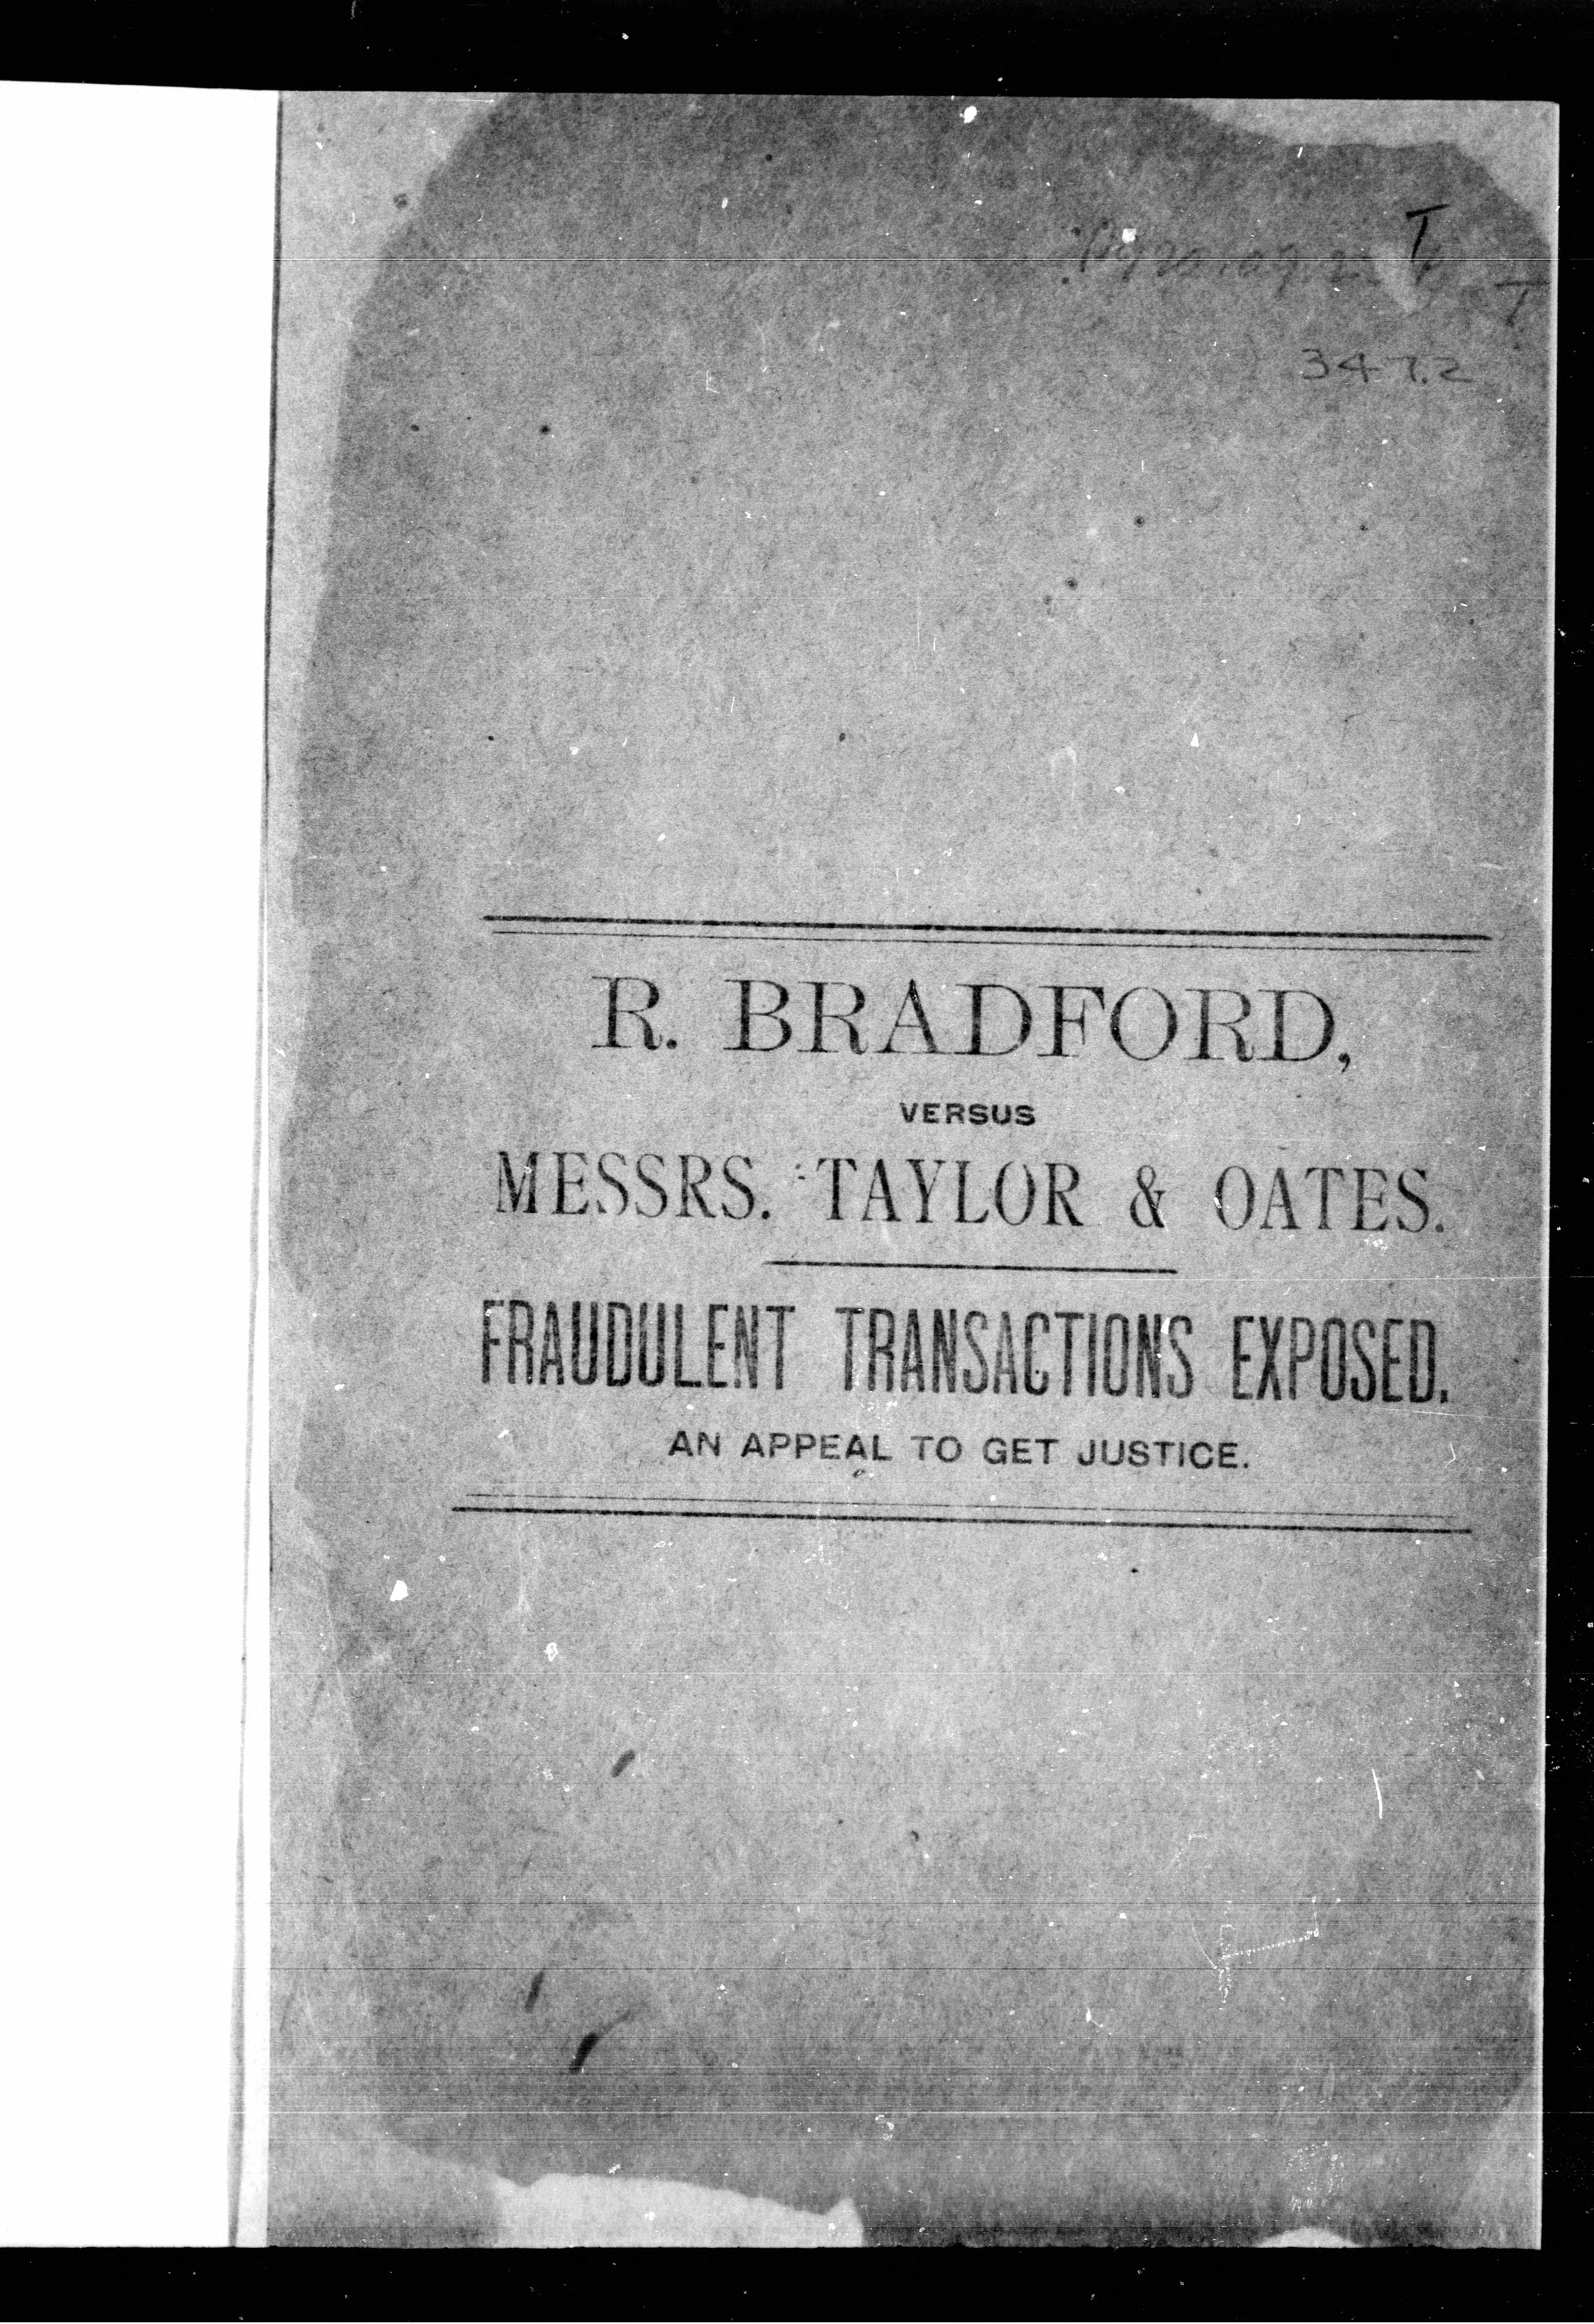 T
T
347.2
R. BRADFORD,
VERSUS
MESSRS. TAYLOR & OATES.
FRAUDULENT TRANSACTIONS EXPOSED.
AN APPEAL TO GET JUSTICE.